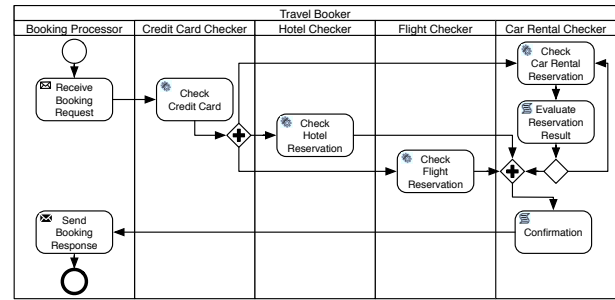 Travel Booker
Booking Processor
Credit Card Checker
Hotel Checker
Flight Checker
Car Rental Checker
Receive
Booking
Request
Check
Credit Card
Check
Hotel
Reservation
Check
Flight
Reservation
Check
Car Rental
Reservation
Evaluate
Reservation
Result
Send
Booking
Response
Confirmation